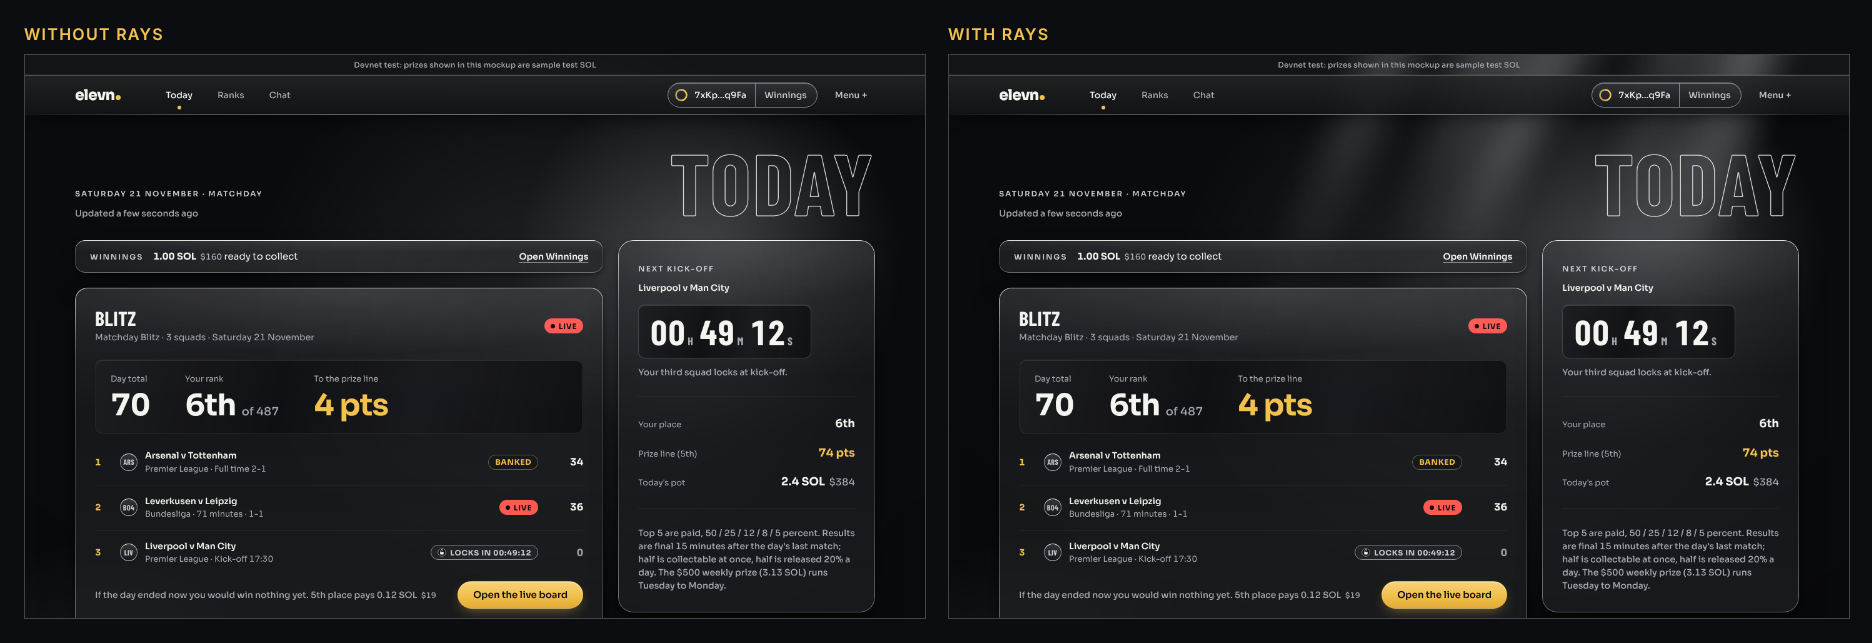 WITHOUT RAYS
Devnet test: prizes shown in this mockup are sample test SOL
elevn.
Today Ranks Chat
7xKp...q9Fa Winnings Menu +
TODAY
SATURDAY 21 NOVEMBER · MATCHDAY
Updated a few seconds ago
WINNINGS 1.00 SOL $160 ready to collect Open Winnings
BLITZ
Matchday Blitz · 3 squads · Saturday 21 November
LIVE
Day total Your rank To the prize line
70 6th of 487 4 pts
1 ARS Arsenal v Tottenham BANKED 34
Premier League · Full time 2-1
2 B04 Leverkusen v Leipzig LIVE 36
Bundesliga · 71 minutes · 1-1
3 LIV Liverpool v Man City LOCKS IN 00:49:12 0
Premier League · Kick-off 17:30
If the day ended now you would win nothing yet. 5th place pays 0.12 SOL $19 Open the live board
NEXT KICK-OFF
Liverpool v Man City
00 H 49 M 12 S
Your third squad locks at kick-off.
Your place 6th
Prize line (5th) 74 pts
Today's pot 2.4 SOL $384
Top 5 are paid, 50 / 25 / 12 / 8 / 5 percent. Results
are final 15 minutes after the day's last match;
half is collectable at once, half is released 20% a
day. The $500 weekly prize (3.13 SOL) runs
Tuesday to Monday.
WITH RAYS
Devnet test: prizes shown in this mockup are sample test SOL
elevn.
Today Ranks Chat
7xKp...q9Fa Winnings Menu +
TODAY
SATURDAY 21 NOVEMBER · MATCHDAY
Updated a few seconds ago
WINNINGS 1.00 SOL $160 ready to collect Open Winnings
BLITZ
Matchday Blitz · 3 squads · Saturday 21 November
LIVE
Day total Your rank To the prize line
70 6th of 487 4 pts
1 ARS Arsenal v Tottenham BANKED 34
Premier League · Full time 2-1
2 B04 Leverkusen v Leipzig LIVE 36
Bundesliga · 71 minutes · 1-1
3 LIV Liverpool v Man City LOCKS IN 00:49:12 0
Premier League · Kick-off 17:30
If the day ended now you would win nothing yet. 5th place pays 0.12 SOL $19 Open the live board
NEXT KICK-OFF
Liverpool v Man City
00 H 49 M 12 S
Your third squad locks at kick-off.
Your place 6th
Prize line (5th) 74 pts
Today's pot 2.4 SOL $384
Top 5 are paid, 50 / 25 / 12 / 8 / 5 percent. Results
are final 15 minutes after the day's last match;
half is collectable at once, half is released 20% a
day. The $500 weekly prize (3.13 SOL) runs
Tuesday to Monday.